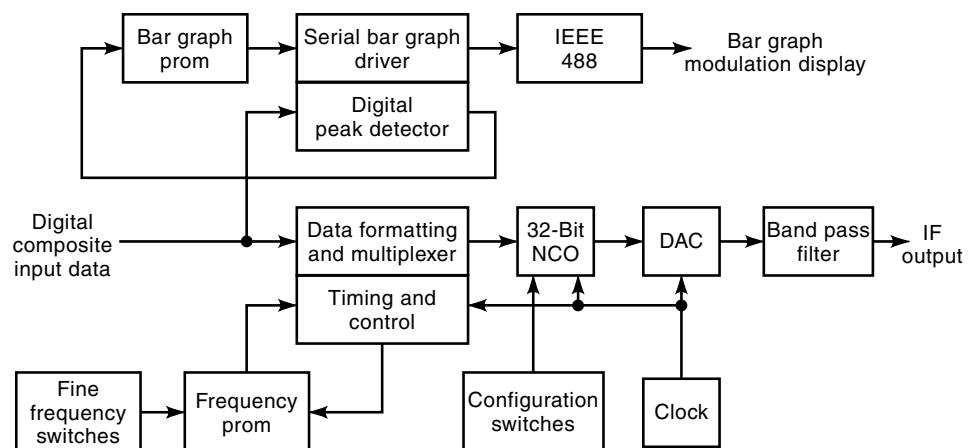 Bar graph
prom
Serial bar graph
driver
IEEE
488
Bar graph
modulation display
Digital
peak detector
Digital
composite
input data
Data formatting
and multiplexer
32-Bit
NCO
DAC
Band pass
filter
IF
output
Timing and
control
Fine
frequency
switches
Frequency
prom
Configuration
switches
Clock